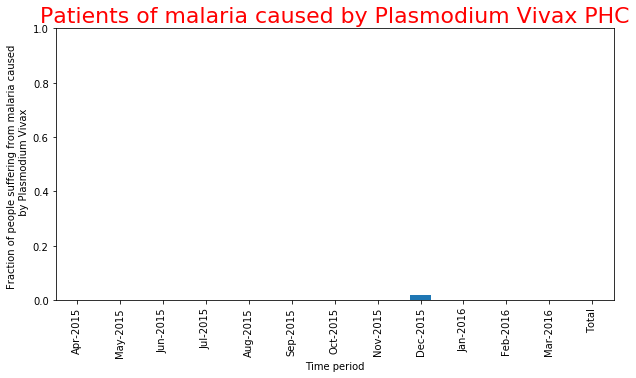 Patients of malaria caused by Plasmodium Vivax PHC
Fraction of people suffering from malaria caused
by Plasmodium Vivax
1.0
0.8
0.6
0.4
0.2
0.0
Apr-2015
May-2015
Jun-2015
Jul-2015
Aug-2015
Sep-2015
Oct-2015
Nov-2015
Dec-2015
Jan-2016
Feb-2016
Mar-2016
Total
Time period